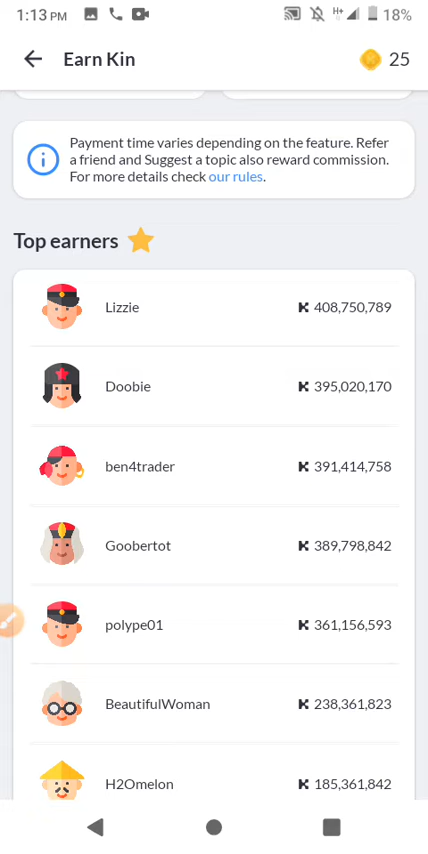 1:13 PM H+ 18%
Earn Kin 25
Payment time varies depending on the feature. Refer
a friend and Suggest a topic also reward commission.
For more details check our rules.
Top earners
Lizzie K 408,750,789
Doobie K 395,020,170
ben4trader K 391,414,758
Goobertot K 389,798,842
polype01 K 361,156,593
BeautifulWoman K 238,361,823
H2Omelon K 185,361,842